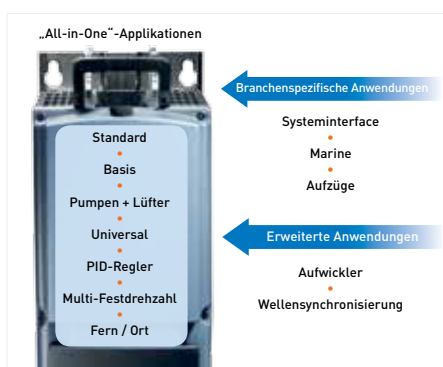 „All-in-One“-Applikationen
Standard
Basis
Pumpen + Lüfter
Universal
PID-Regler
Multi-Festdrehzahl
Fern / Ort
Branchenspezifische Anwendungen
Systeminterface
Marine
Aufzüge
Erweiterte Anwendungen
Aufwickler
Wellensynchronisierung